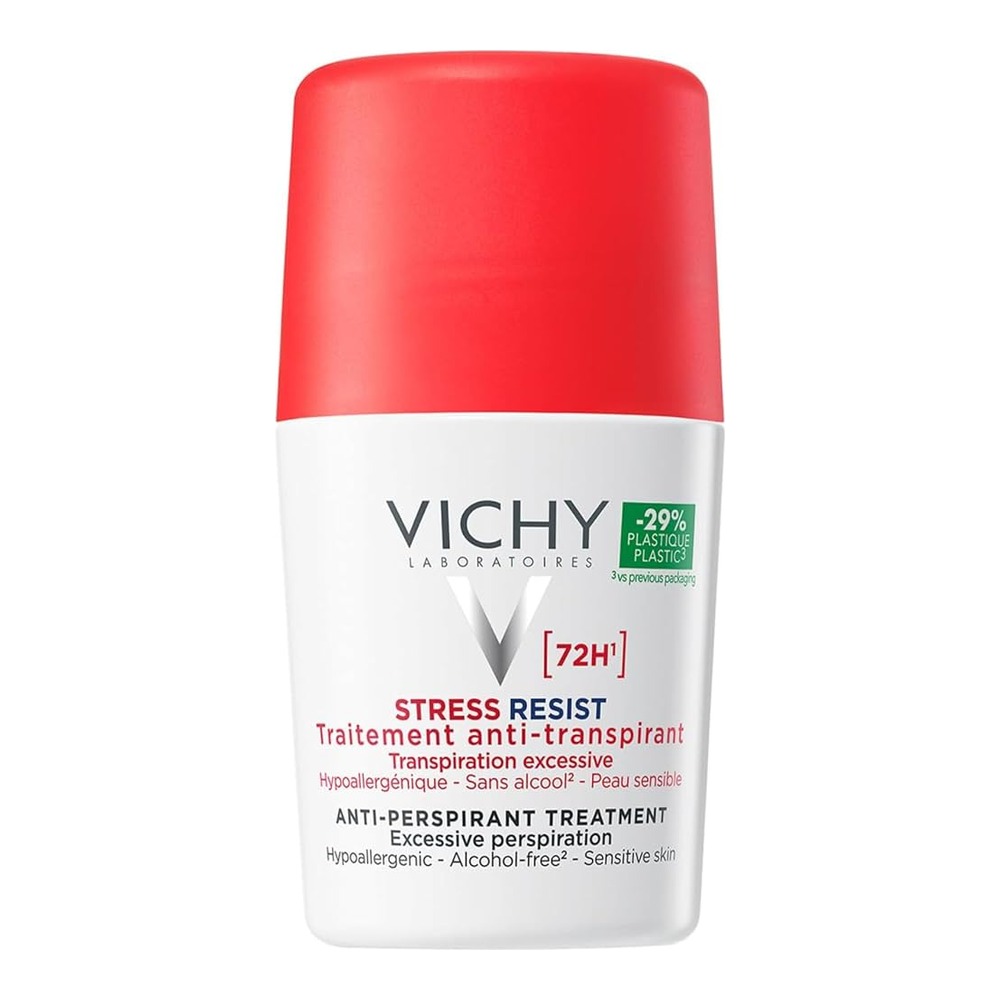 VICHY
LABORATOIRES
-29%
PLASTIQUE
PLASTIC³
³ vs previous packaging
[72H¹]
STRESS RESIST
Traitement anti-transpirant
Transpiration excessive
Hypoallergénique - Sans alcool² - Peau sensible
ANTI-PERSPIRANT TREATMENT
Excessive perspiration
Hypoallergenic - Alcohol-free² - Sensitive skin